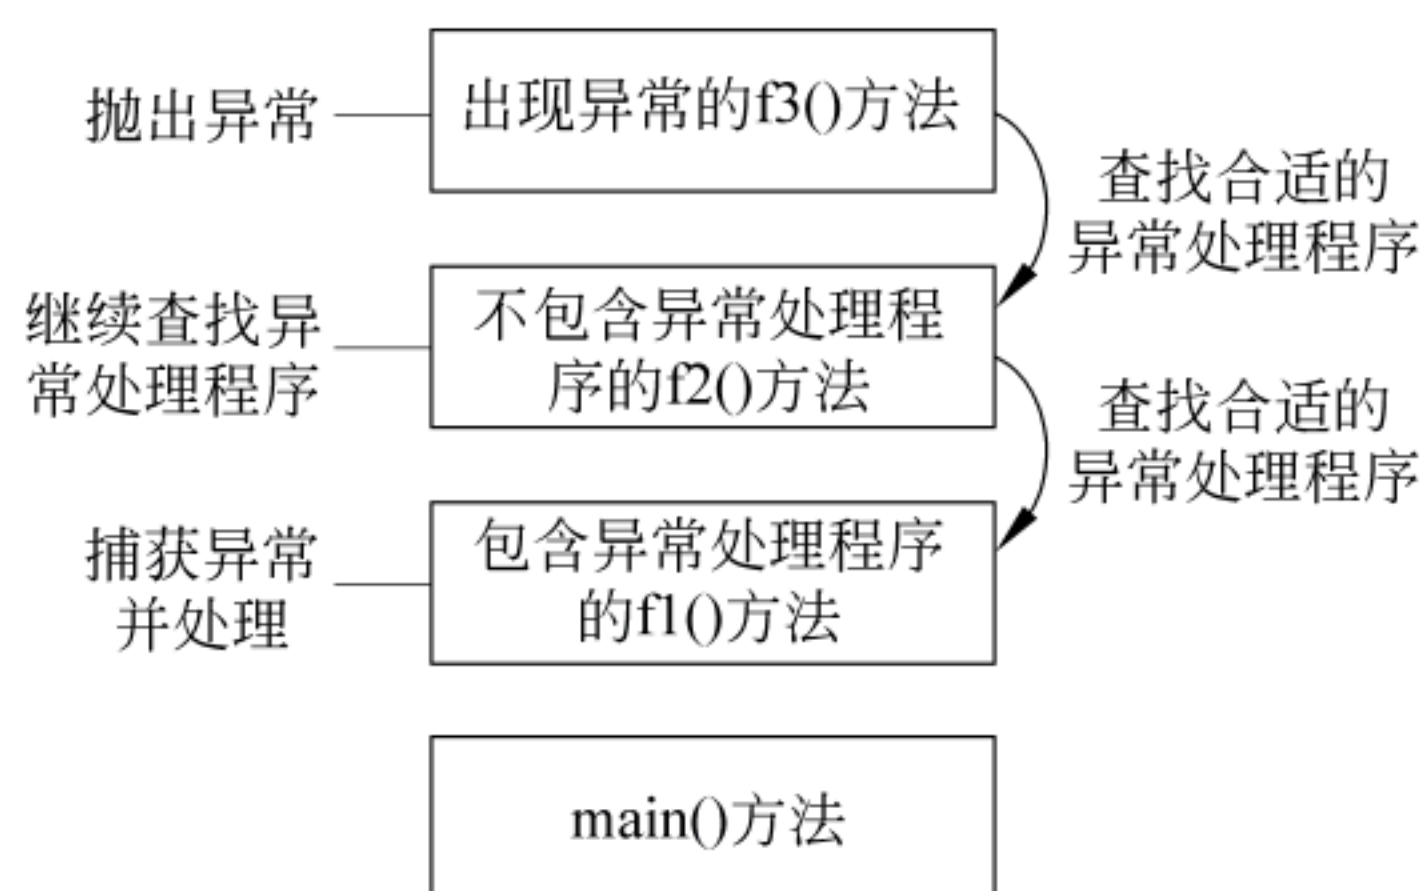 抛出异常
出现异常的f3()方法
查找合适的
异常处理程序
继续查找异
常处理程序
不包含异常处理程
序的f2()方法
查找合适的
异常处理程序
捕获异常
并处理
包含异常处理程序
的f1()方法
main()方法